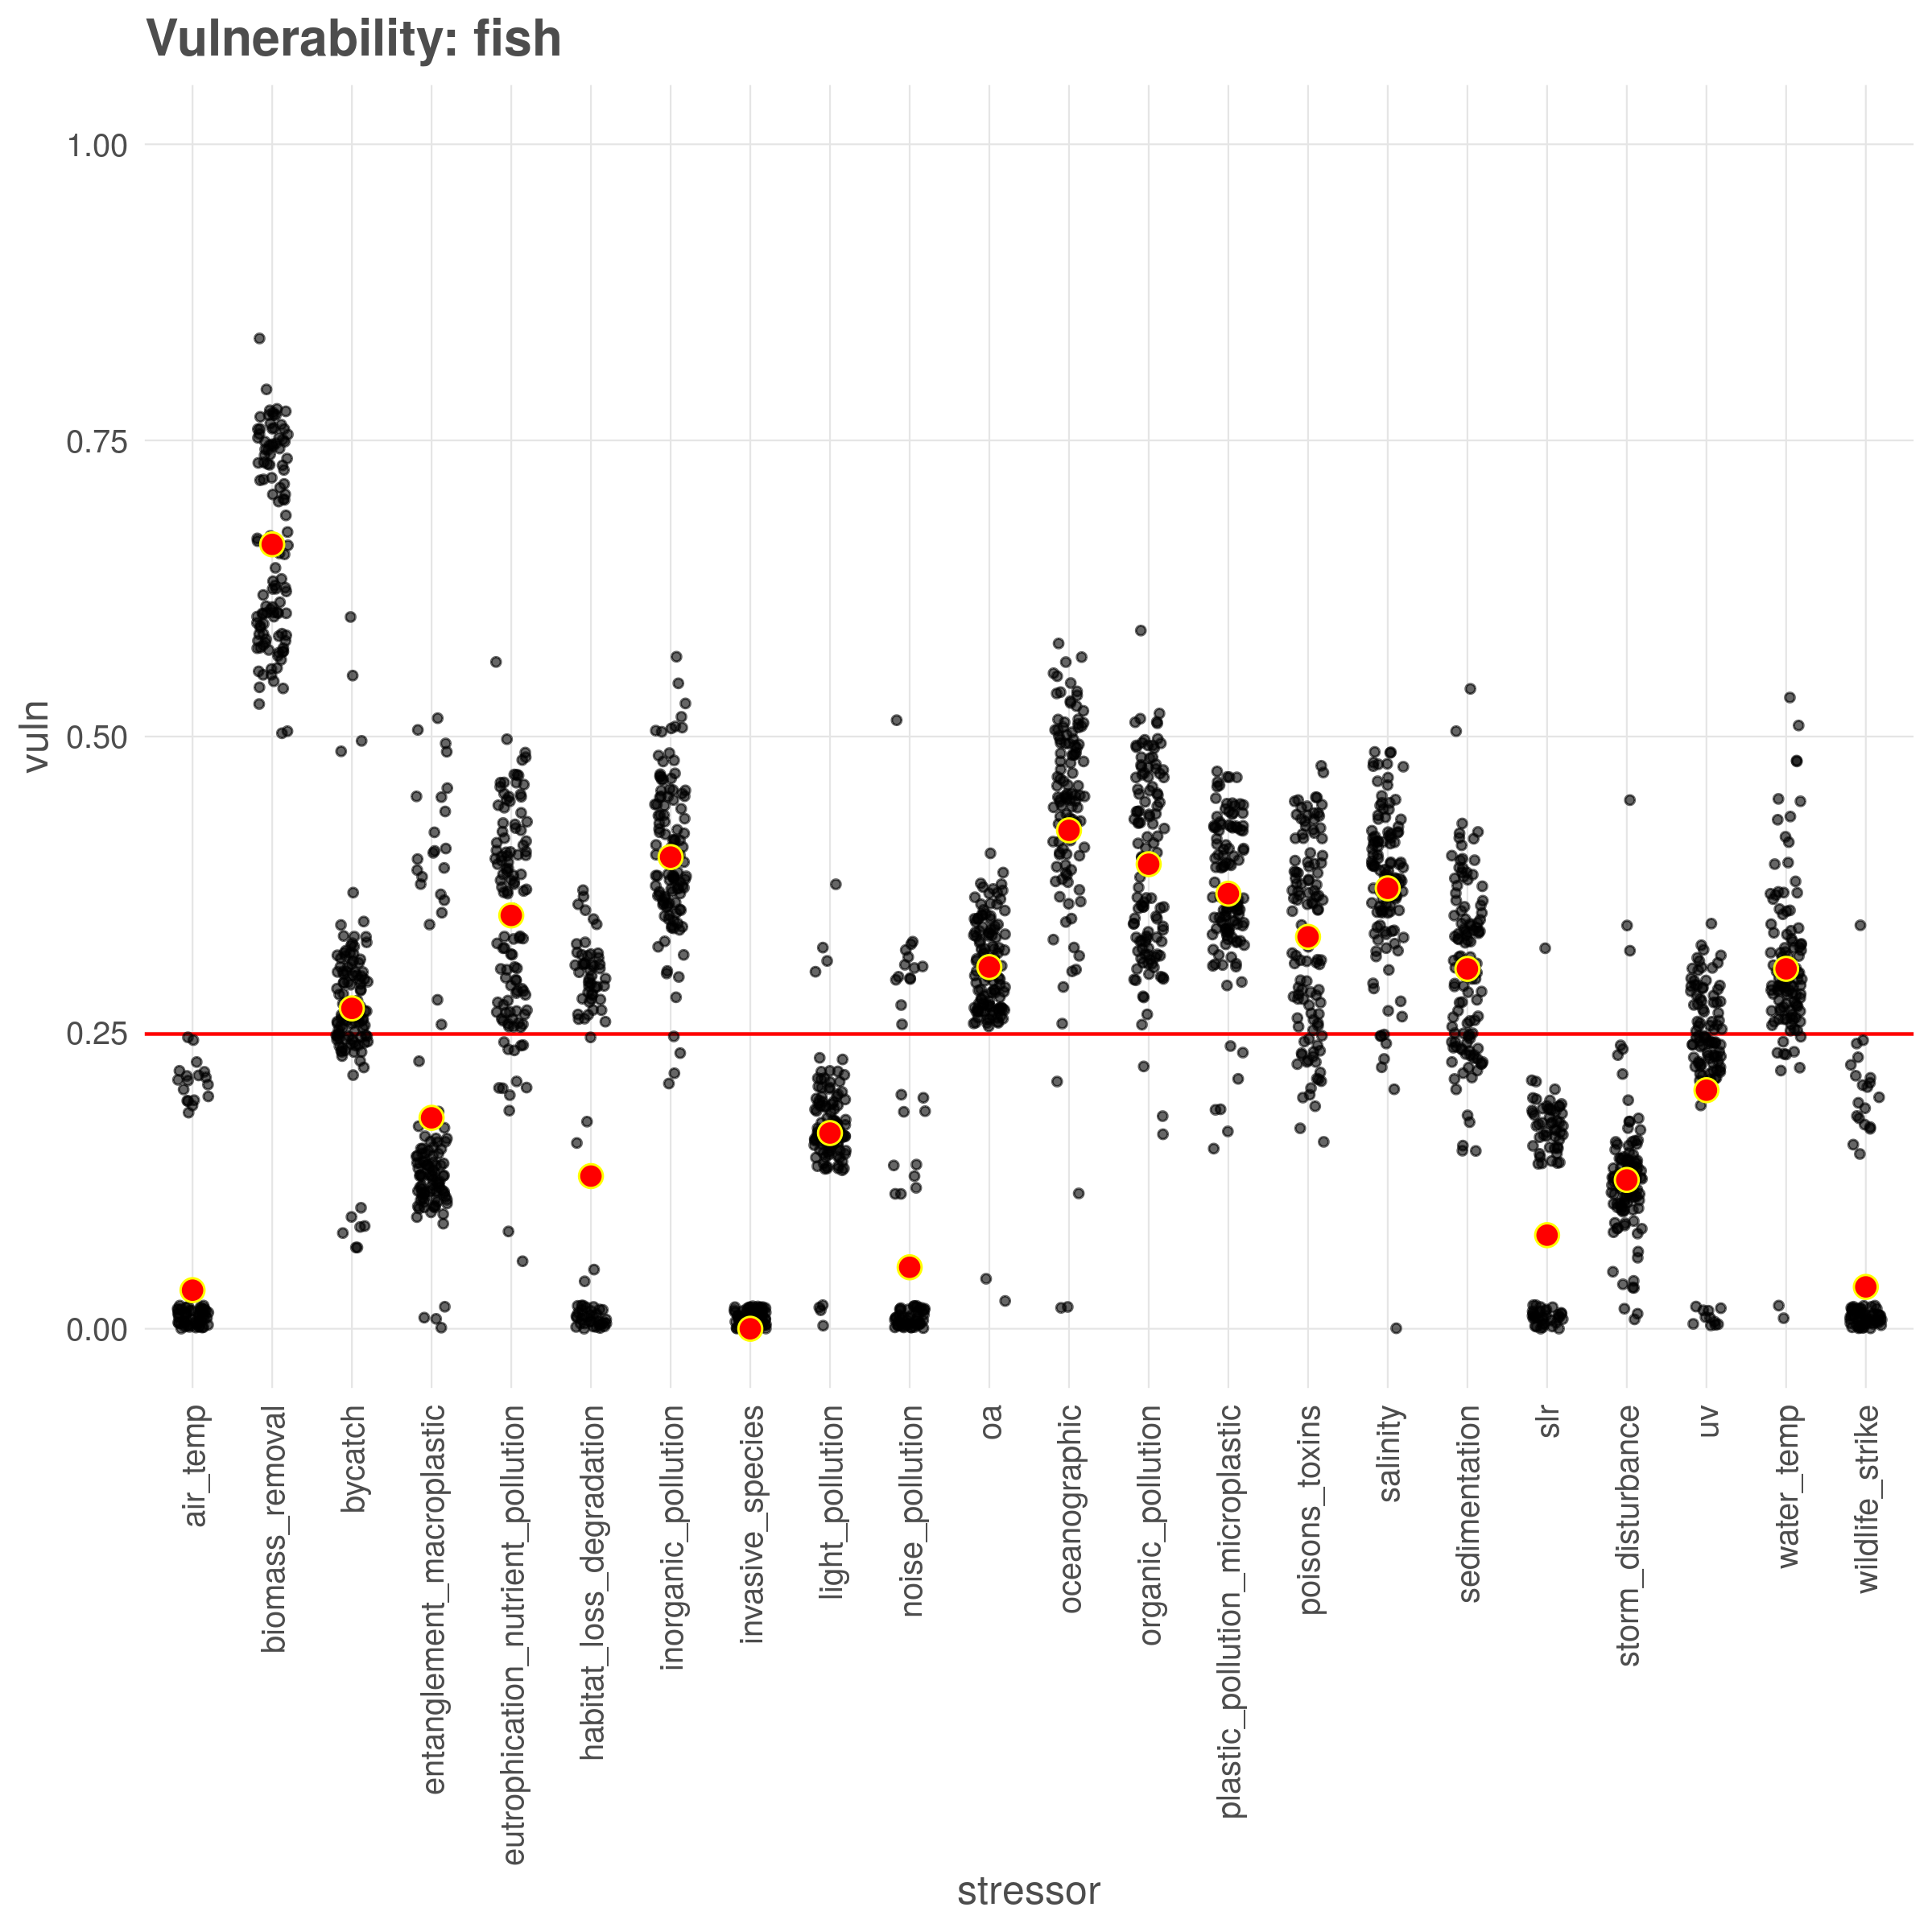 Vulnerability: fish
1.00
0.75
0.50
0.25
0.00
vuln
air_temp
biomass_removal
bycatch
entanglement_macroplastic
eutrophication_nutrient_pollution
habitat_loss_degradation
inorganic_pollution
invasive_species
light_pollution
noise_pollution
oa
oceanographic
organic_pollution
plastic_pollution_microplastic
poisons_toxins
salinity
sedimentation
slr
storm_disturbance
uv
water_temp
wildlife_strike
stressor